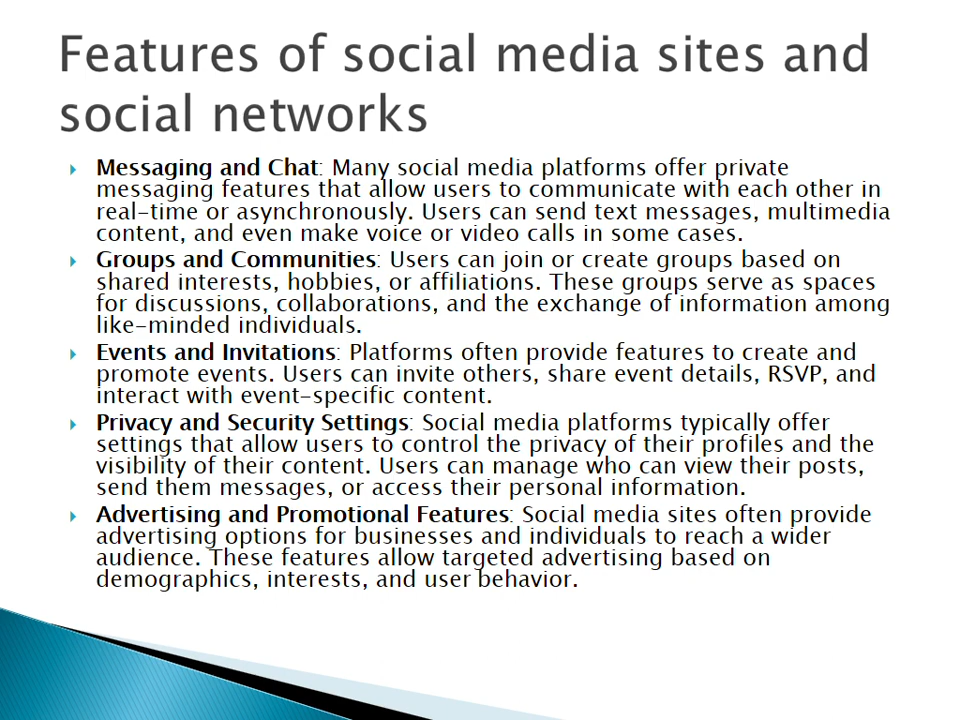 Features of social media sites and
social networks
Messaging and Chat: Many social media platforms offer private
messaging features that allow users to communicate with each other in
real-time or asynchronously. Users can send text messages, multimedia
content, and even make voice or video calls in some cases.
Groups and Communities: Users can join or create groups based on
shared interests, hobbies, or affiliations. These groups serve as spaces
for discussions, collaborations, and the exchange of information among
like-minded individuals.
Events and Invitations: Platforms often provide features to create and
promote events. Users can invite others, share event details, RSVP, and
interact with event-specific content.
Privacy and Security Settings: Social media platforms typically offer
settings that allow users to control the privacy of their profiles and the
visibility of their content. Users can manage who can view their posts,
send them messages, or access their personal information.
Advertising and Promotional Features: Social media sites often provide
advertising options for businesses and individuals to reach a wider
audience. These features allow targeted advertising based on
demographics, interests, and user behavior.